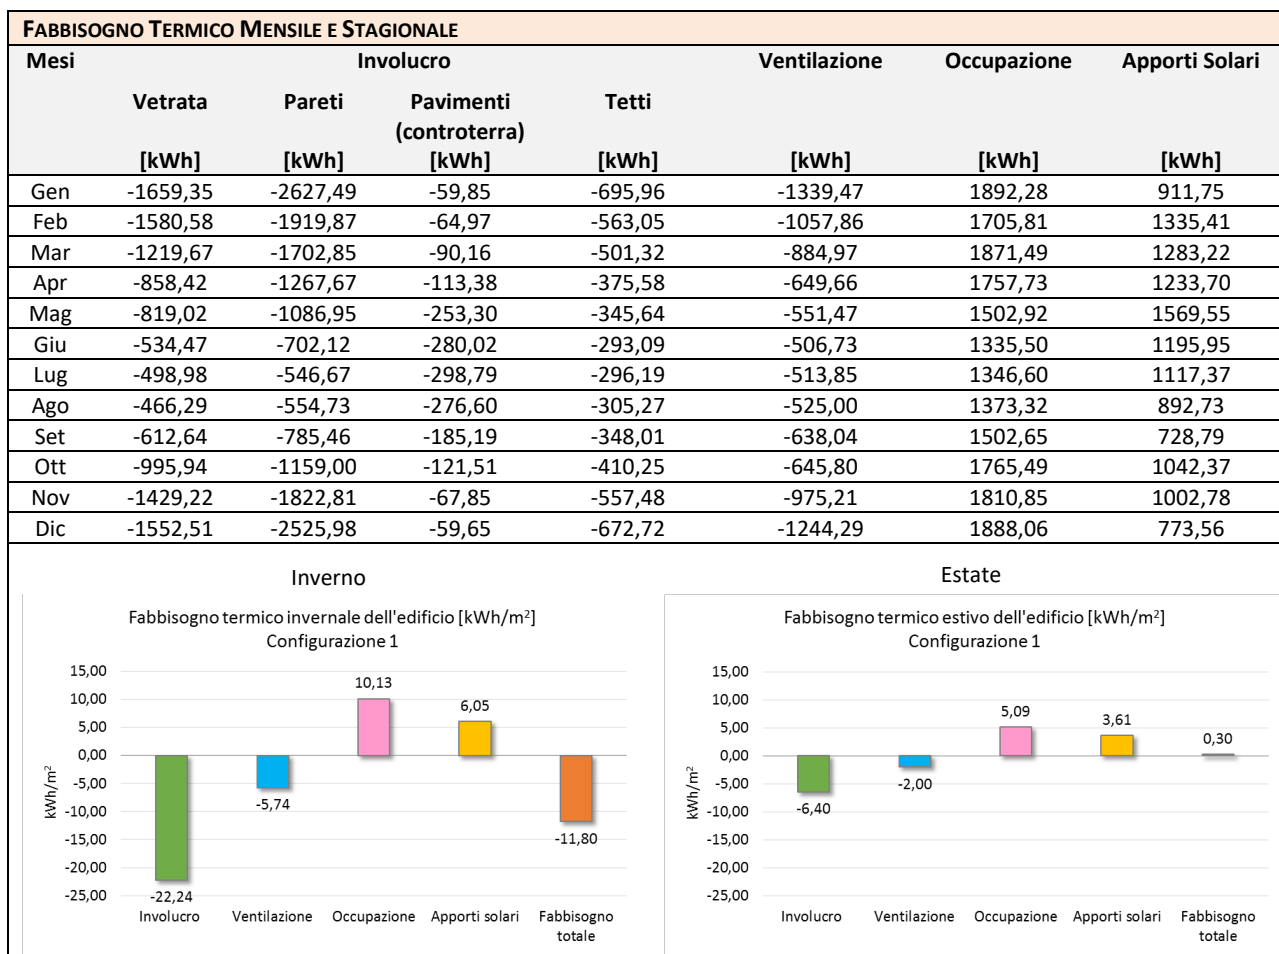 FABBISOGNO TERMICO MENSILE E STAGIONALE
Mesi Involucro Ventilazione Occupazione Apporti Solari
Vetrata Pareti Pavimenti Tetti
(controterra)
[kWh] [kWh] [kWh] [kWh] [kWh] [kWh] [kWh]
Gen -1659,35 -2627,49 -59,85 -695,96 -1339,47 1892,28 911,75
Feb -1580,58 -1919,87 -64,97 -563,05 -1057,86 1705,81 1335,41
Mar -1219,67 -1702,85 -90,16 -501,32 -884,97 1871,49 1283,22
Apr -858,42 -1267,67 -113,38 -375,58 -649,66 1757,73 1233,70
Mag -819,02 -1086,95 -253,30 -345,64 -551,47 1502,92 1569,55
Giu -534,47 -702,12 -280,02 -293,09 -506,73 1335,50 1195,95
Lug -498,98 -546,67 -298,79 -296,19 -513,85 1346,60 1117,37
Ago -466,29 -554,73 -276,60 -305,27 -525,00 1373,32 892,73
Set -612,64 -785,46 -185,19 -348,01 -638,04 1502,65 728,79
Ott -995,94 -1159,00 -121,51 -410,25 -645,80 1765,49 1042,37
Nov -1429,22 -1822,81 -67,85 -557,48 -975,21 1810,85 1002,78
Dic -1552,51 -2525,98 -59,65 -672,72 -1244,29 1888,06 773,56
Inverno
Fabbisogno termico invernale dell'edificio [kWh/m²]
Configurazione 1
kWh/m²
15,00
10,00
5,00
0,00
-5,00
-10,00
-15,00
-20,00
-25,00
-22,24
-5,74
10,13
6,05
-11,80
Involucro Ventilazione Occupazione Apporti solari Fabbisogno
totale
Estate
Fabbisogno termico estivo dell'edificio [kWh/m²]
Configurazione 1
kWh/m²
15,00
10,00
5,00
0,00
-5,00
-10,00
-15,00
-20,00
-25,00
-6,40
-2,00
5,09
3,61
0,30
Involucro Ventilazione Occupazione Apporti solari Fabbisogno
totale